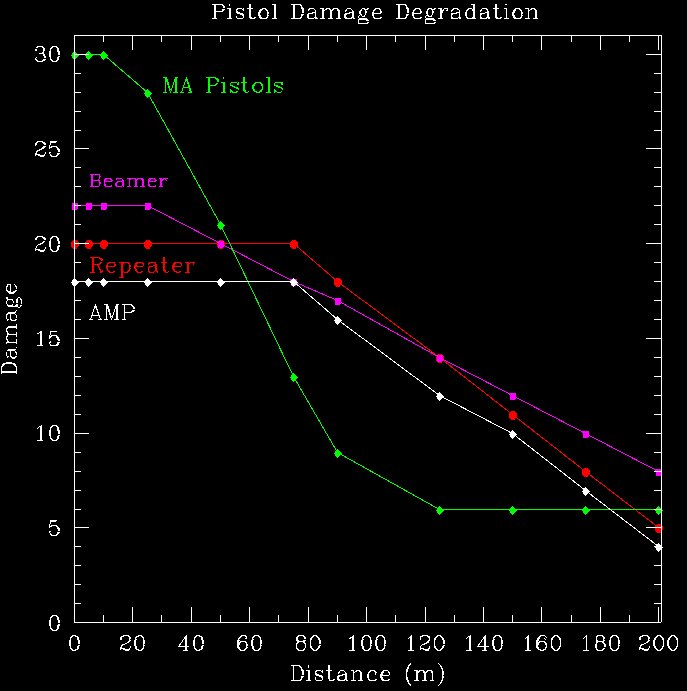 Pistol Damage Degradation
30
MA Pistols
25
Beamer
20
Repeater
AMP
15
10
5
0
Damage
0 20 40 60 80 100 120 140 160 180 200
Distance (m)